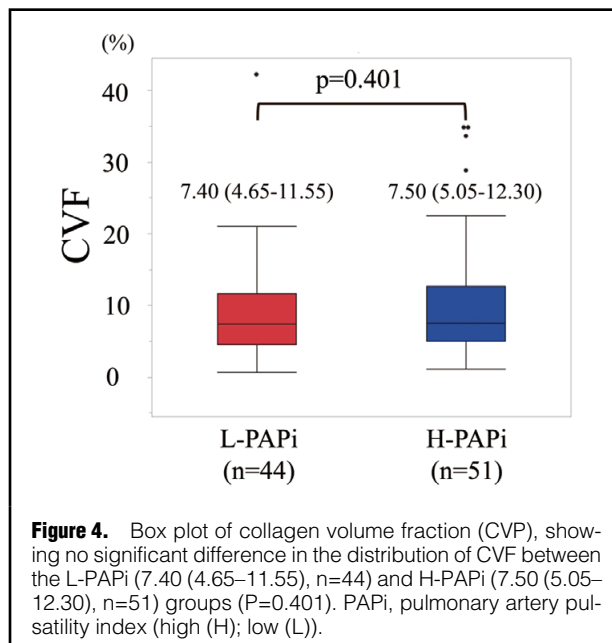 (%)
40
p=0.401
30
7.40 (4.65-11.55) 7.50 (5.05-12.30)
CVF
20
10
0
L-PAPi H-PAPi
(n=44) (n=51)
Figure 4. Box plot of collagen volume fraction (CVP), show-
ing no significant difference in the distribution of CVF between
the L-PAPi (7.40 (4.65–11.55), n=44) and H-PAPi (7.50 (5.05–
12.30), n=51) groups (P=0.401). PAPi, pulmonary artery pul-
satility index (high (H); low (L)).